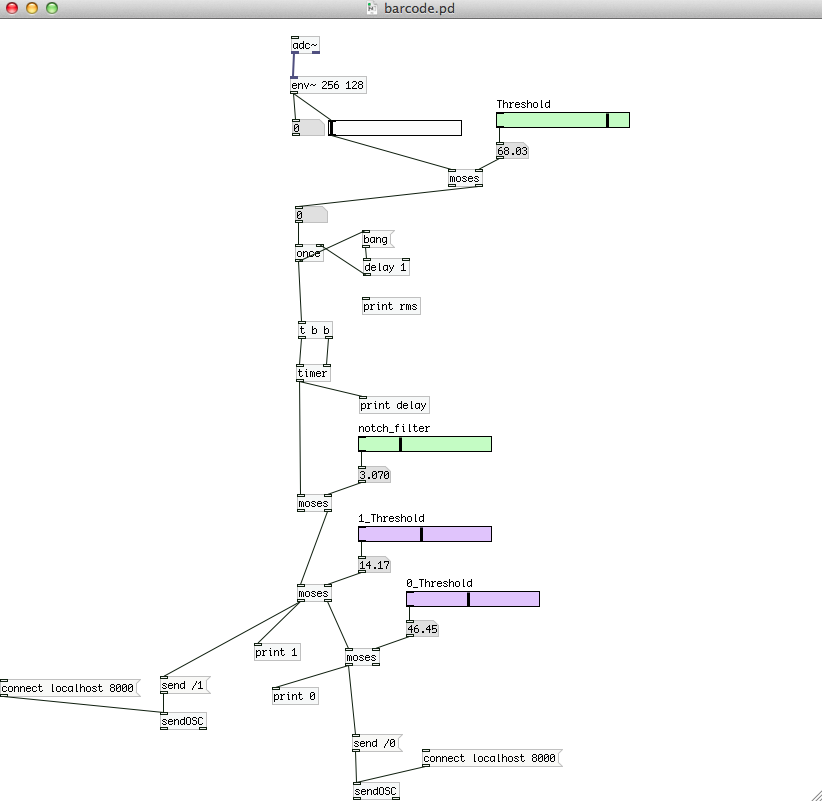 barcode.pd
adc~
env~ 256 128
Threshold
0
68.03
moses
0
bang
once
delay 1
print rms
t b b
timer
print delay
notch_filter
3.070
moses
1_Threshold
14.17
0_Threshold
moses
46.45
print 1
moses
connect localhost 8000
send /1
print 0
sendOSC
send /0
connect localhost 8000
sendOSC